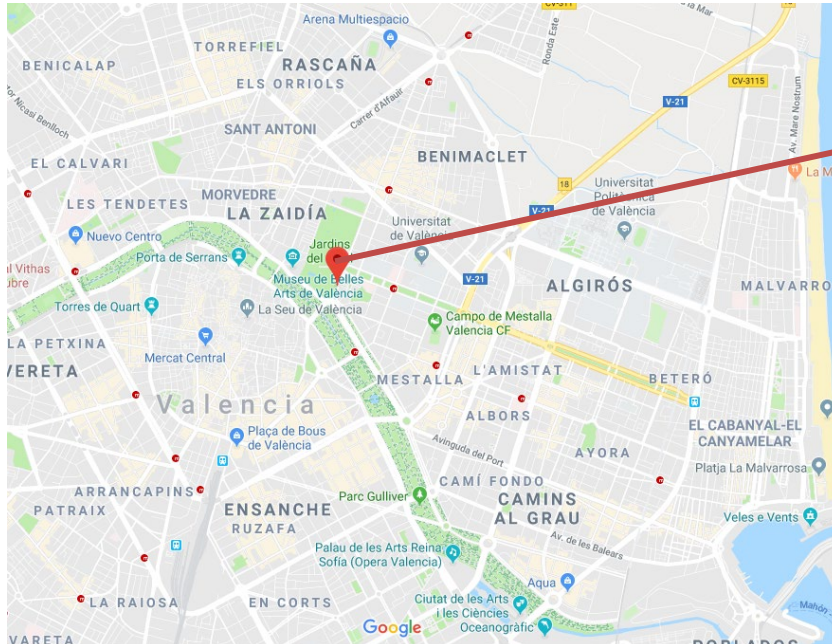 CV-311
la Mar
Arena Multiespacio
Ronda Este
TORREFIEL
BENICALAP
RASCAÑA
ELS ORRIOLS
CV-3115
Av. Mare Nostrum
V-21
Carrer d'Alfauir
Nicasi Benlloch
SANT ANTONI
BENIMACLET
EL CALVARI
La M
18
Universitat
Politècnica
de València
MORVEDRE
LES TENDETES
LA ZAIDÍA
V-21
Universitat
de València
Nuevo Centro
Jardins
del
Porta de Serrans
al Vithas
Museu de Belles
Arts de València
V-21
ALGIRÓS
MALVARRO
Torres de Quart
La Seu de València
Campo de Mestalla
Valencia CF
LA PETXINA
Mercat Central
VERETA
MESTALLA
L'AMISTAT
BETERÓ
Valencia
ALBORS
EL CABANYAL-EL
CANYAMELAR
Plaça de Bous
de València
Avinguda del Port
AYORA
Platja La Malvarrosa
CAMÍ FONDO
ARRANCAPINS
Parc Gulliver
CAMINS
AL GRAU
PATRAIX
ENSANCHE
RUZAFA
Veles e Vents
Av. de les Balears
Palau de les Arts Reina
Sofía (Opera Valencia)
Aqua
LA RAIOSA
EN CORTS
Ciutat de les Arts
i les Ciències
Oceanogràfic
Mahón
Google